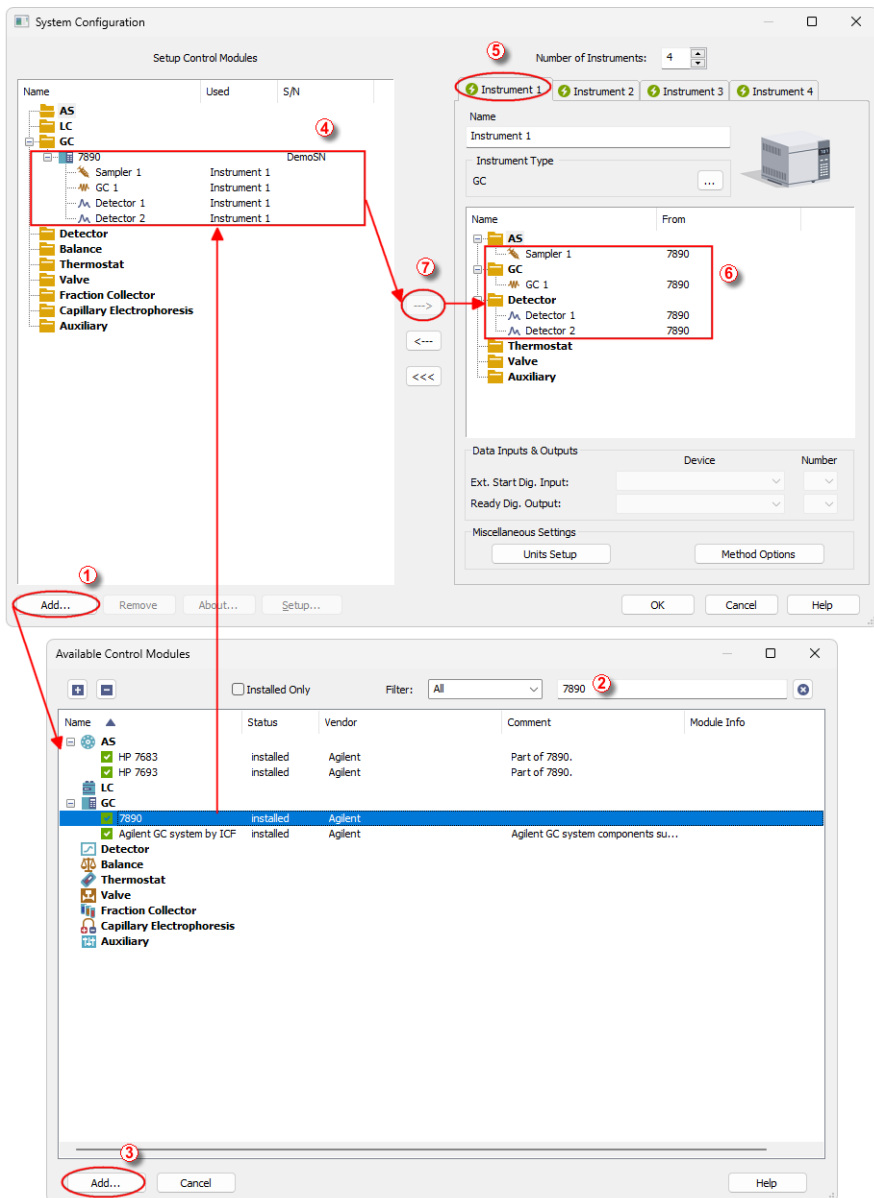 System Configuration
Setup Control Modules
⑤ Number of Instruments: 4
Name Used S/N
AS
LC
④
GC
7890 DemoSN
Sampler 1 Instrument 1
GC 1 Instrument 1
Detector 1 Instrument 1
Detector 2 Instrument 1
Detector
Balance
Thermostat
Valve
Fraction Collector
Capillary Electrophoresis
Auxiliary
⑦
--->
<---
<<<
Instrument 1 Instrument 2 Instrument 3 Instrument 4
Name
Instrument 1
Instrument Type
GC ...
Name From
AS
Sampler 1 7890
GC
⑥
GC 1 7890
Detector
Detector 1 7890
Detector 2 7890
Thermostat
Valve
Auxiliary
Data Inputs & Outputs
Device Number
Ext. Start Dig. Input:
Ready Dig. Output:
Miscellaneous Settings
Units Setup Method Options
①
Add... Remove About... Setup... OK Cancel Help
Available Control Modules
Installed Only Filter: All 7890 ②
Name Status Vendor Comment Module Info
AS
HP 7683 installed Agilent Part of 7890.
HP 7693 installed Agilent Part of 7890.
LC
GC
7890 installed Agilent
Agilent GC system by ICF installed Agilent Agilent GC system components su...
Detector
Balance
Thermostat
Valve
Fraction Collector
Capillary Electrophoresis
Auxiliary
③
Add... Cancel Help